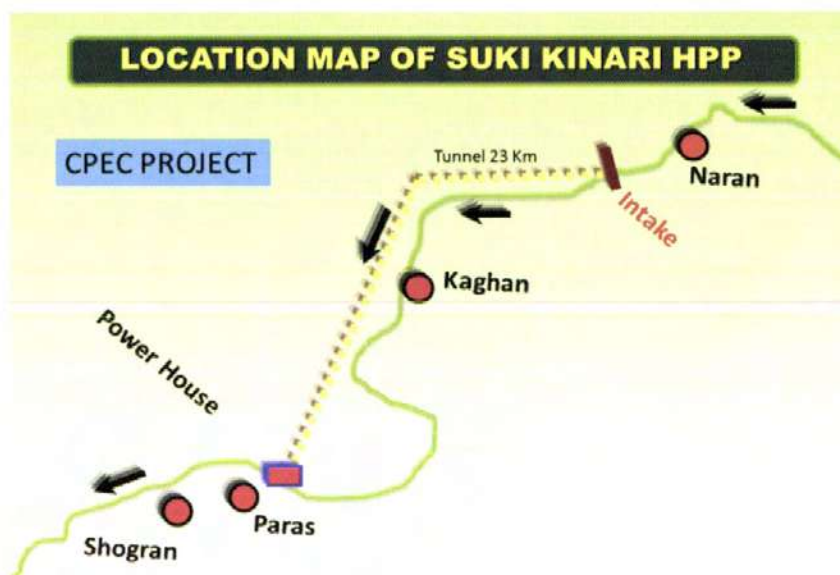 LOCATION MAP OF SUKI KINARI HPP
CPEC PROJECT
Tunnel 23 Km
Naran
Intake
Kaghan
Power House
Paras
Shogran